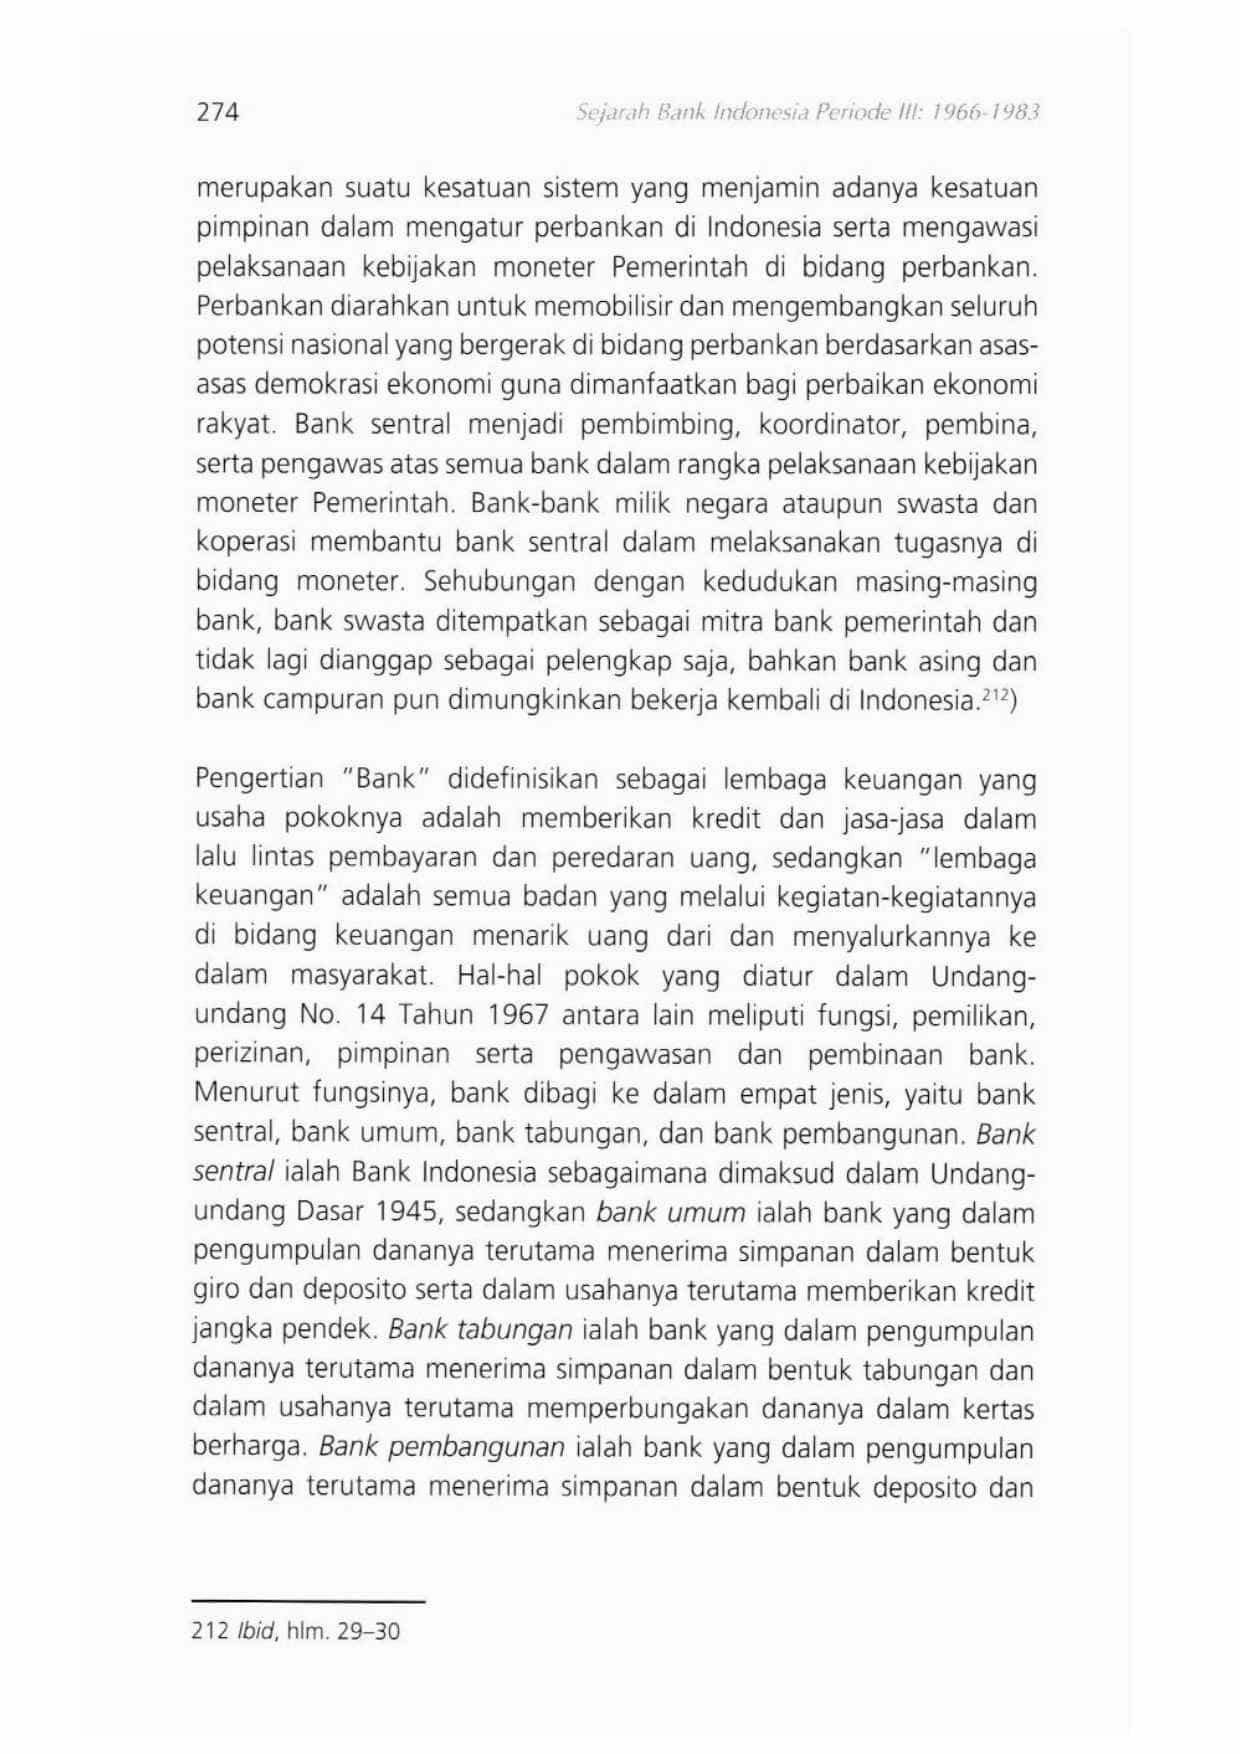 274
Sejarah Bank Indonesia Periode III: 1966-1983
merupakan suatu kesatuan sistem yang menjamin adanya kesatuan
pimpinan dalam mengatur perbankan di Indonesia serta mengawasi
pelaksanaan kebijakan moneter Pemerintah di bidang perbankan.
Perbankan diarahkan untuk memobilisir dan mengembangkan seluruh
potensi nasional yang bergerak di bidang perbankan berdasarkan asas-
asas demokrasi ekonomi guna dimanfaatkan bagi perbaikan ekonomi
rakyat. Bank sentral menjadi pembimbing, koordinator, pembina,
serta pengawas atas semua bank dalam rangka pelaksanaan kebijakan
moneter Pemerintah. Bank-bank milik negara ataupun swasta dan
koperasi membantu bank sentral dalam melaksanakan tugasnya di
bidang moneter. Sehubungan dengan kedudukan masing-masing
bank, bank swasta ditempatkan sebagai mitra bank pemerintah dan
tidak lagi dianggap sebagai pelengkap saja, bahkan bank asing dan
bank campuran pun dimungkinkan bekerja kembali di Indonesia.²¹²)
Pengertian "Bank" didefinisikan sebagai lembaga keuangan yang
usaha pokoknya adalah memberikan kredit dan jasa-jasa dalam
lalu lintas pembayaran dan peredaran uang, sedangkan "lembaga
keuangan" adalah semua badan yang melalui kegiatan-kegiatannya
di bidang keuangan menarik uang dari dan menyalurkannya ke
dalam masyarakat. Hal-hal pokok yang diatur dalam Undang-
undang No. 14 Tahun 1967 antara lain meliputi fungsi, pemilikan,
perizinan, pimpinan serta pengawasan dan pembinaan bank.
Menurut fungsinya, bank dibagi ke dalam empat jenis, yaitu bank
sentral, bank umum, bank tabungan, dan bank pembangunan. Bank
sentral ialah Bank Indonesia sebagaimana dimaksud dalam Undang-
undang Dasar 1945, sedangkan bank umum ialah bank yang dalam
pengumpulan dananya terutama menerima simpanan dalam bentuk
giro dan deposito serta dalam usahanya terutama memberikan kredit
jangka pendek. Bank tabungan ialah bank yang dalam pengumpulan
dananya terutama menerima simpanan dalam bentuk tabungan dan
dalam usahanya terutama memperbungakan dananya dalam kertas
berharga. Bank pembangunan ialah bank yang dalam pengumpulan
dananya terutama menerima simpanan dalam bentuk deposito dan
212 Ibid, hlm. 29–30